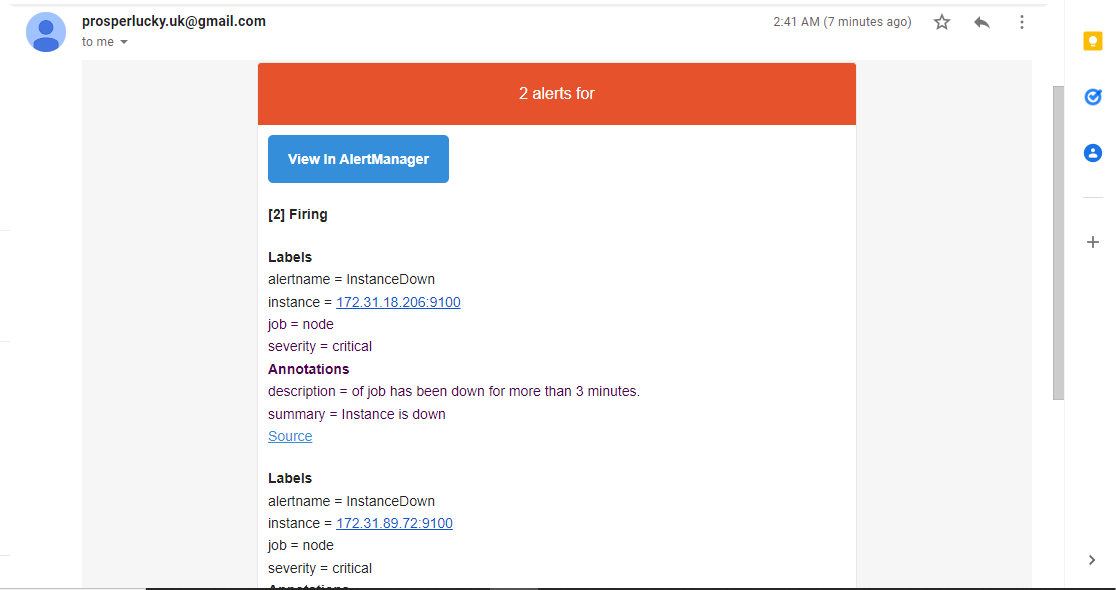 prosperlucky.uk@gmail.com
2:41 AM (7 minutes ago)
to me
2 alerts for
View In AlertManager
[2] Firing
Labels
alertname = InstanceDown
instance = 172.31.18.206:9100
job = node
severity = critical
Annotations
description = of job has been down for more than 3 minutes.
summary = Instance is down
Source
Labels
alertname = InstanceDown
instance = 172.31.89.72:9100
job = node
severity = critical
Annotations